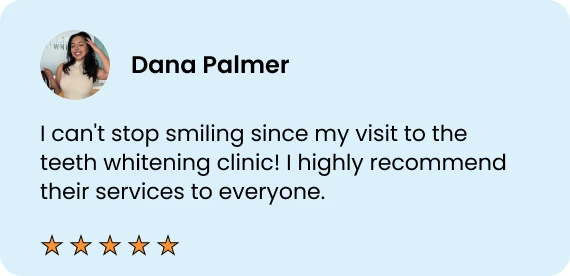 Dana Palmer
I can't stop smiling since my visit to the
teeth whitening clinic! I highly recommend
their services to everyone.